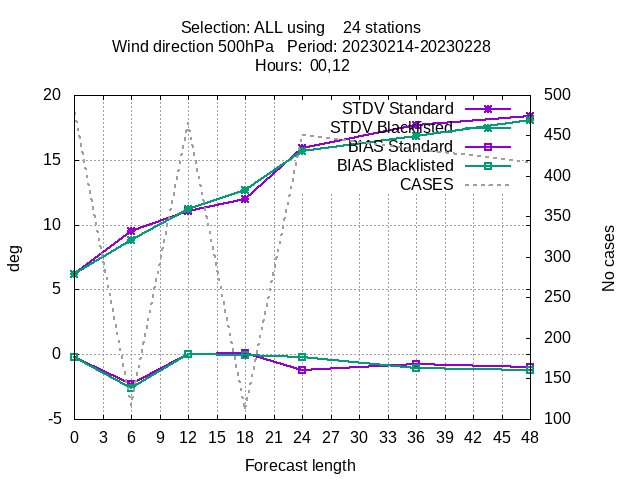 Selection: ALL using    24 stations
Wind direction 500hPa   Period: 20230214-20230228
Hours:  00,12
STDV Standard
STDV Blacklisted
BIAS Standard
BIAS Blacklisted
CASES
20
15
10
5
0
-5
500
450
400
350
300
250
200
150
100
deg
No cases
0 3 6 9 12 15 18 21 24 27 30 33 36 39 42 45 48
Forecast length